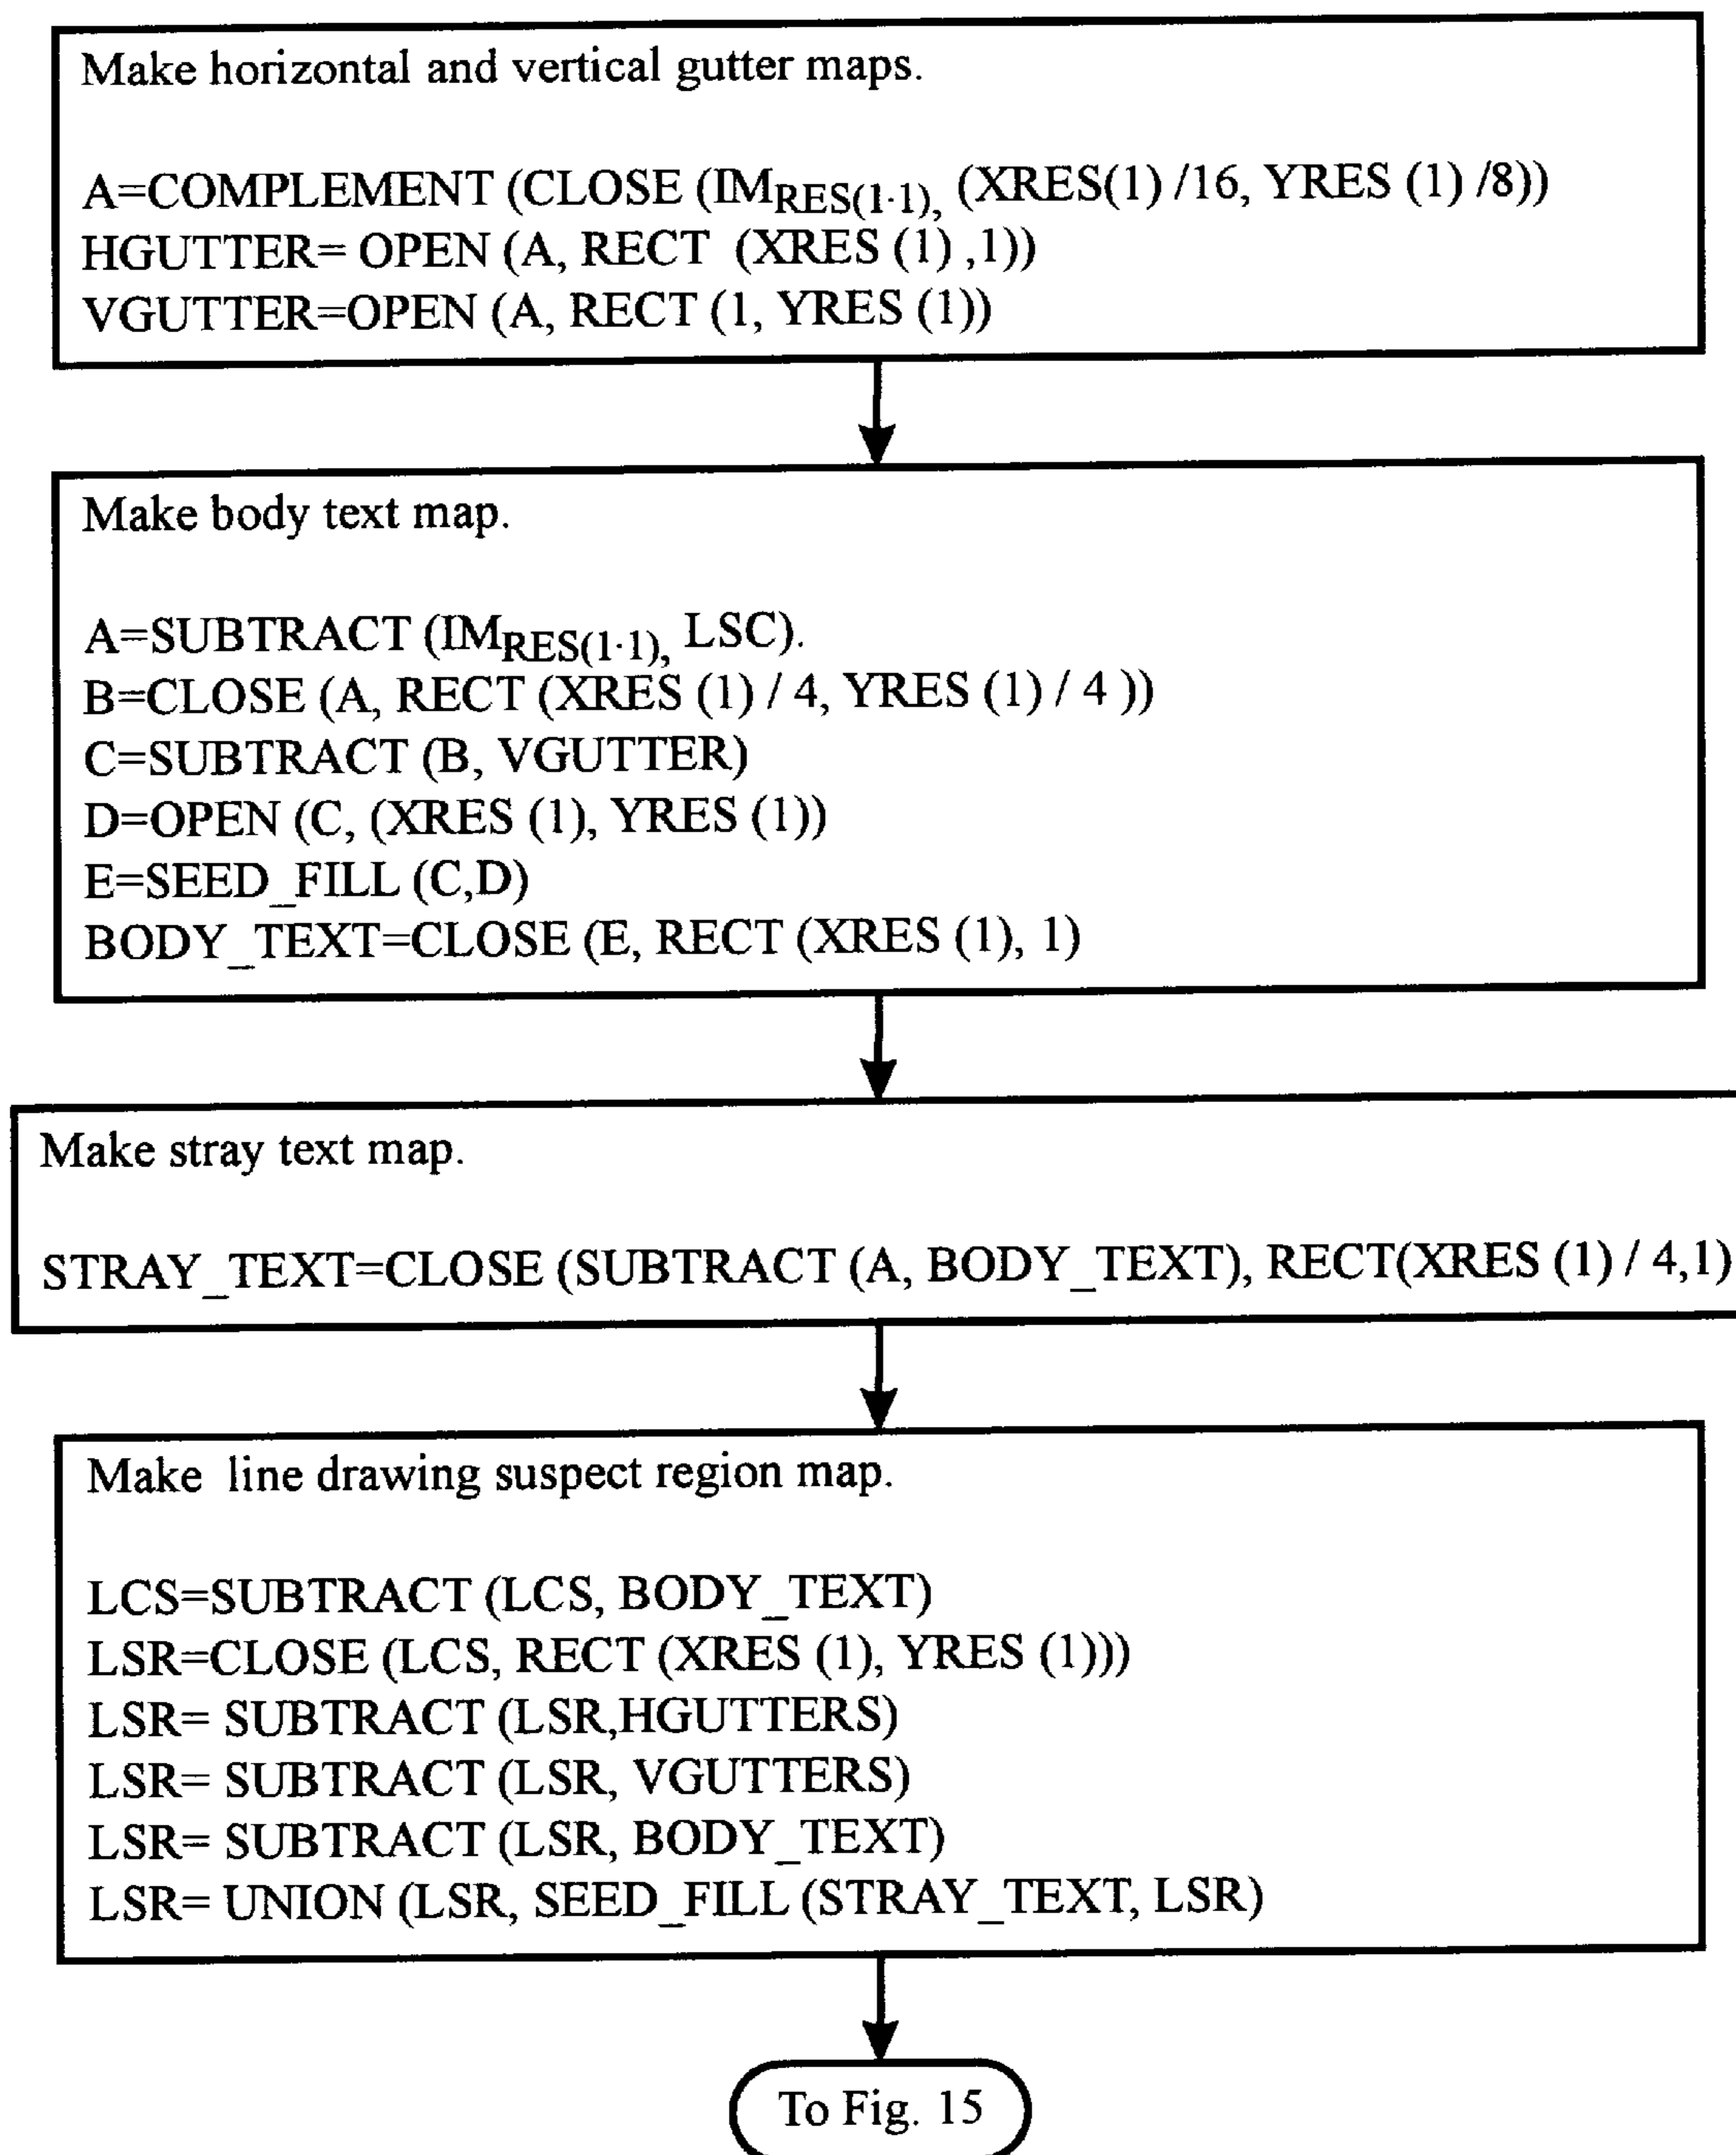 Make horizontal and vertical gutter maps.
A=COMPLEMENT (CLOSE (IMRES(1·1), (XRES(1) /16, YRES (1) /8))
HGUTTER= OPEN (A, RECT (XRES (1) ,1))
VGUTTER=OPEN (A, RECT (1, YRES (1))
Make body text map.
A=SUBTRACT (IMRES(1·1), LSC).
B=CLOSE (A, RECT (XRES (1) / 4, YRES (1) / 4 ))
C=SUBTRACT (B, VGUTTER)
D=OPEN (C, (XRES (1), YRES (1))
E=SEED_FILL (C,D)
BODY_TEXT=CLOSE (E, RECT (XRES (1), 1)
Make stray text map.
STRAY_TEXT=CLOSE (SUBTRACT (A, BODY_TEXT), RECT(XRES (1) / 4,1)
Make line drawing suspect region map.
LCS=SUBTRACT (LCS, BODY_TEXT)
LSR=CLOSE (LCS, RECT (XRES (1), YRES (1)))
LSR= SUBTRACT (LSR,HGUTTERS)
LSR= SUBTRACT (LSR, VGUTTERS)
LSR= SUBTRACT (LSR, BODY_TEXT)
LSR= UNION (LSR, SEED_FILL (STRAY_TEXT, LSR)
To Fig. 15